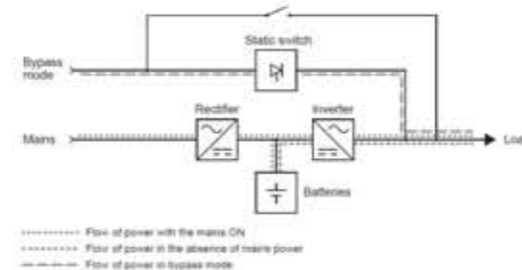 Static switch
Bypass
mode
Rectifier
Inverter
Mains
Loa
Batteries
Flow of power with the mains ON
Flow of power in the absence of mains power
Flow of power in bypass mode